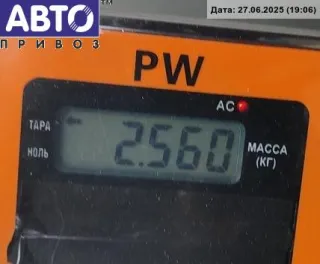 АВТО
ПРИВОЗ
Дата: 27.06.2025 (19:06)
PW
AC
ТАРА
2.560
НОЛЬ
МАССА
(КГ)